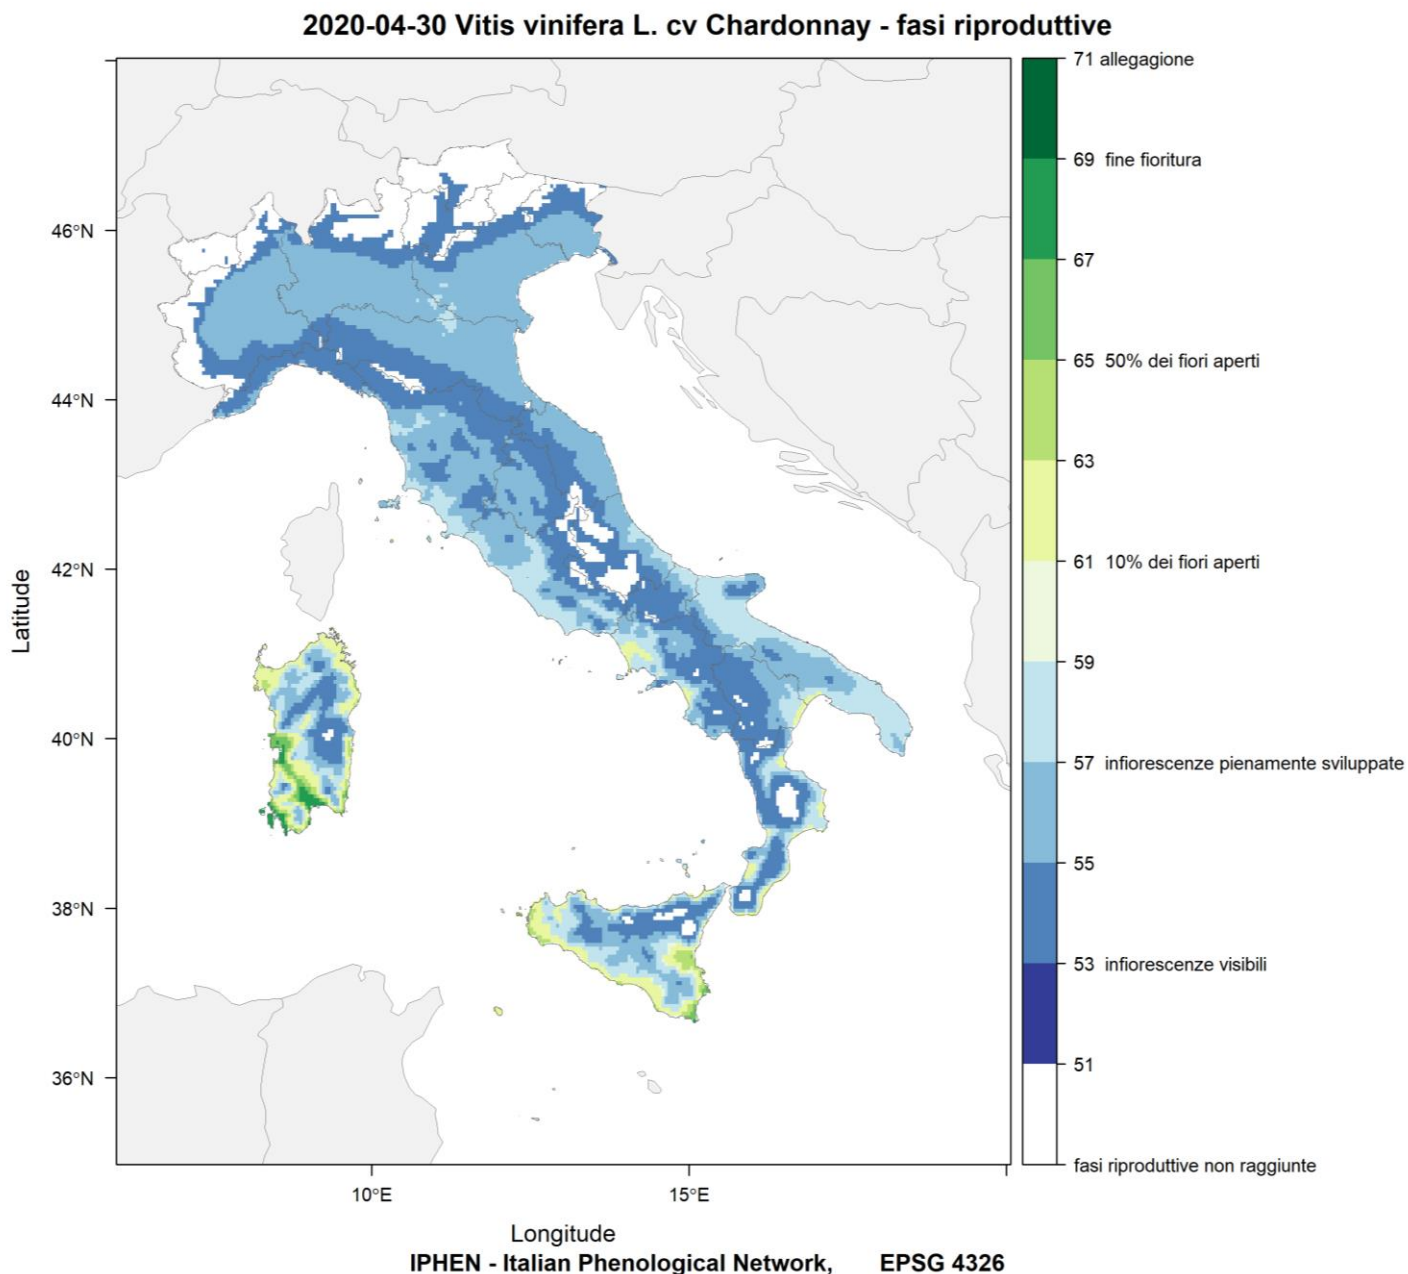 2020-04-30 Vitis vinifera L. cv Chardonnay - fasi riproduttive
71 allegagione
69 fine fioritura
67
65 50% dei fiori aperti
63
61 10% dei fiori aperti
59
57 infiorescenze pienamente sviluppate
55
53 infiorescenze visibili
51
fasi riproduttive non raggiunte
46°N
44°N
42°N
40°N
38°N
36°N
Latitude
10°E 15°E
Longitude
IPHEN - Italian Phenological Network, EPSG 4326